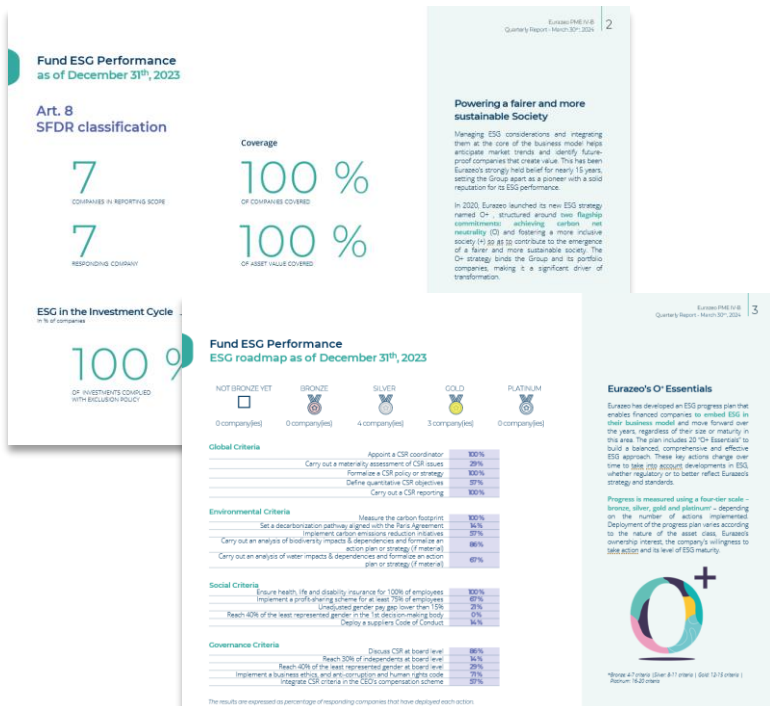 Eurazeo PME IV-B
Quarterly Report - March 30th, 2024
2
Fund ESG Performance
as of December 31th, 2023
Art. 8
SFDR classification
7
COMPANIES IN REPORTING SCOPE
7
RESPONDING COMPANY
Coverage
100 %
OF COMPANIES COVERED
100 %
OF ASSET VALUE COVERED
ESG in the Investment Cycle
In % of companies
100 %
OF INVESTMENTS COMPLIED
WITH EXCLUSION POLICY
Powering a fairer and more
sustainable Society
Managing ESG considerations and integrating
them at the core of the business model helps
anticipate market trends and identify future-
proof companies that create value. This has been
Eurazeo's strongly held belief for nearly 15 years,
setting the Group apart as a pioneer with a solid
reputation for its ESG performance.
In 2020, Eurazeo launched its new ESG strategy
named O+ , structured around two flagship
commitments: achieving carbon net
neutrality (O) and fostering a more inclusive
society (+) so as to contribute to the emergence
of a fairer and more sustainable society. The
O+ strategy binds the Group and its portfolio
companies, making it a significant driver of
transformation.
Eurazeo PME IV-B
Quarterly Report - March 30th, 2024
3
Fund ESG Performance
ESG roadmap as of December 31th, 2023
NOT BRONZE YET BRONZE SILVER GOLD PLATINUM
0 company(ies) 0 company(ies) 4 company(ies) 3 company(ies) 0 company(ies)
Global Criteria
Appoint a CSR coordinator 100%
Carry out a materiality assessment of CSR issues 29%
Formalize a CSR policy or strategy 100%
Define quantitative CSR objectives 57%
Carry out a CSR reporting 100%
Environmental Criteria
Measure the carbon footprint 100%
Set a decarbonization pathway aligned with the Paris Agreement 14%
Implement carbon emissions reduction initiatives 57%
Carry out an analysis of biodiversity impacts & dependencies and formalize an
action plan or strategy (if material) 86%
Carry out an analysis of water impacts & dependencies and formalize an action
plan or strategy (if material) 67%
Social Criteria
Ensure health, life and disability insurance for 100% of employees 100%
Implement a profit-sharing scheme for at least 75% of employees 67%
Unadjusted gender pay gap lower than 15% 21%
Reach 40% of the least represented gender in the 1st decision-making body 0%
Deploy a suppliers Code of Conduct 14%
Governance Criteria
Discuss CSR at board level 86%
Reach 30% of independents at board level 14%
Reach 40% of the least represented gender at board level 29%
Implement a business ethics, and anti-corruption and human rights code 71%
Integrate CSR criteria in the CEO's compensation scheme 57%
The results are expressed as percentage of responding companies that have deployed each action.
Eurazeo's O+ Essentials
Eurazeo has developed an ESG progress plan that
enables financed companies to embed ESG in
their business model and move forward over
the years, regardless of their size or maturity in
this area. The plan includes 20 "O+ Essentials" to
build a balanced, comprehensive and effective
ESG approach. These key actions change over
time to take into account developments in ESG,
whether regulatory or to better reflect Eurazeo's
strategy and standards.
Progress is measured using a four-tier scale –
bronze, silver, gold and platinum* – depending
on the number of actions implemented.
Deployment of the progress plan varies according
to the nature of the asset class, Eurazeo's
ownership interest, the company's willingness to
take action and its level of ESG maturity.
O+
*Bronze 4-7 criteria |Silver 8-11 criteria | Gold 12-15 criteria |
Platinum 16-20 criteria